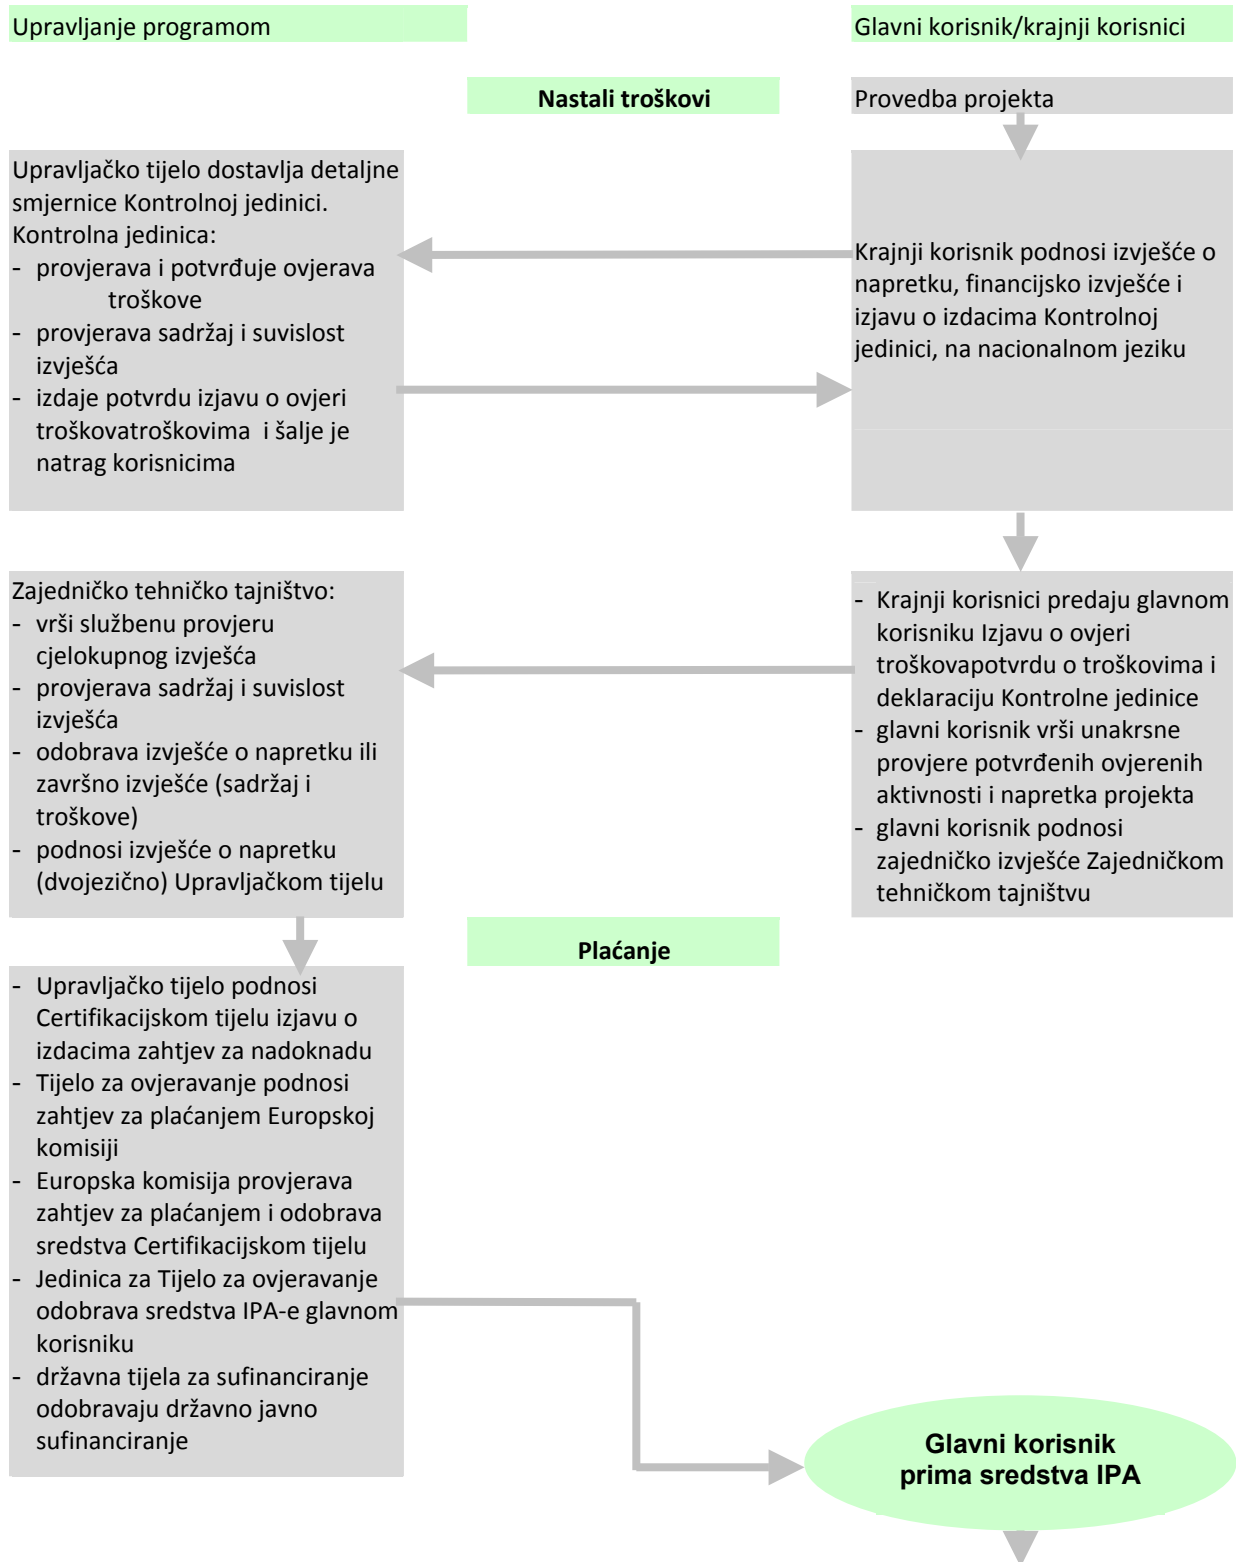 Upravljanje programom
Glavni korisnik/krajnji korisnici
Nastali troškovi
Provedba projekta
Upravljačko tijelo dostavlja detaljne
smjernice Kontrolnoj jedinici.
Kontrolna jedinica:
- provjerava i potvrđuje ovjerava
troškove
- provjerava sadržaj i suvislost
izvješća
- izdaje potvrdu izjavu o ovjeri
troškovatroškovima i šalje je
natrag korisnicima
Krajnji korisnik podnosi izvješće o
napretku, financijsko izvješće i
izjavu o izdacima Kontrolnoj
jedinici, na nacionalnom jeziku
Zajedničko tehničko tajništvo:
- vrši službenu provjeru
cjelokupnog izvješća
- provjerava sadržaj i suvislost
izvješća
- odobrava izvješće o napretku ili
završno izvješće (sadržaj i
troškove)
- podnosi izvješće o napretku
(dvojezično) Upravljačkom tijelu
- Krajnji korisnici predaju glavnom
korisniku Izjavu o ovjeri
troškovapotvrdu o troškovima i
deklaraciju Kontrolne jedinice
- glavni korisnik vrši unakrsne
provjere potvrđenih ovjerenih
aktivnosti i napretka projekta
- glavni korisnik podnosi
zajedničko izvješće Zajedničkom
tehničkom tajništvu
Plaćanje
- Upravljačko tijelo podnosi
Certifikacijskom tijelu izjavu o
izdacima zahtjev za nadoknadu
- Tijelo za ovjeravanje podnosi
zahtjev za plaćanjem Europskoj
komisiji
- Europska komisija provjerava
zahtjev za plaćanjem i odobrava
sredstva Certifikacijskom tijelu
- Jedinica za Tijelo za ovjeravanje
odobrava sredstva IPA-e glavnom
korisniku
- državna tijela za sufinanciranje
odobravaju državno javno
sufinanciranje
Glavni korisnik
prima sredstva IPA